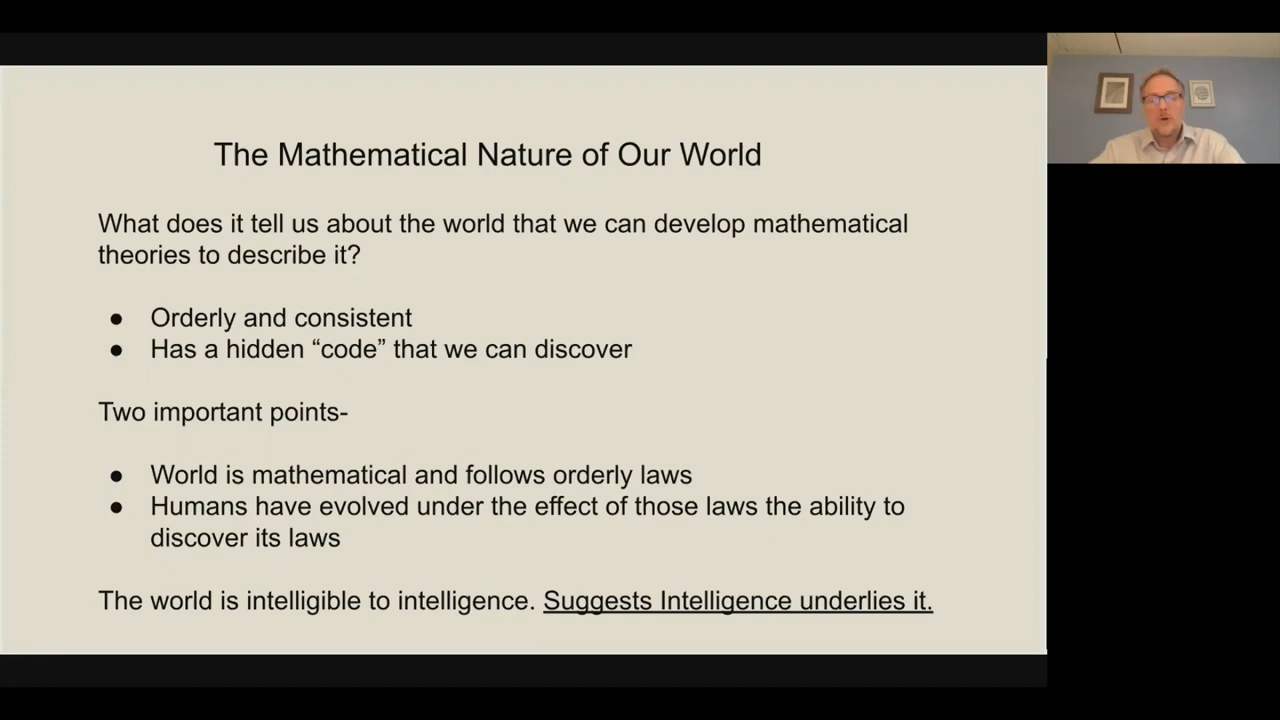 The Mathematical Nature of Our World
What does it tell us about the world that we can develop mathematical
theories to describe it?
● Orderly and consistent
● Has a hidden “code” that we can discover
Two important points-
● World is mathematical and follows orderly laws
● Humans have evolved under the effect of those laws the ability to
discover its laws
The world is intelligible to intelligence. Suggests Intelligence underlies it.